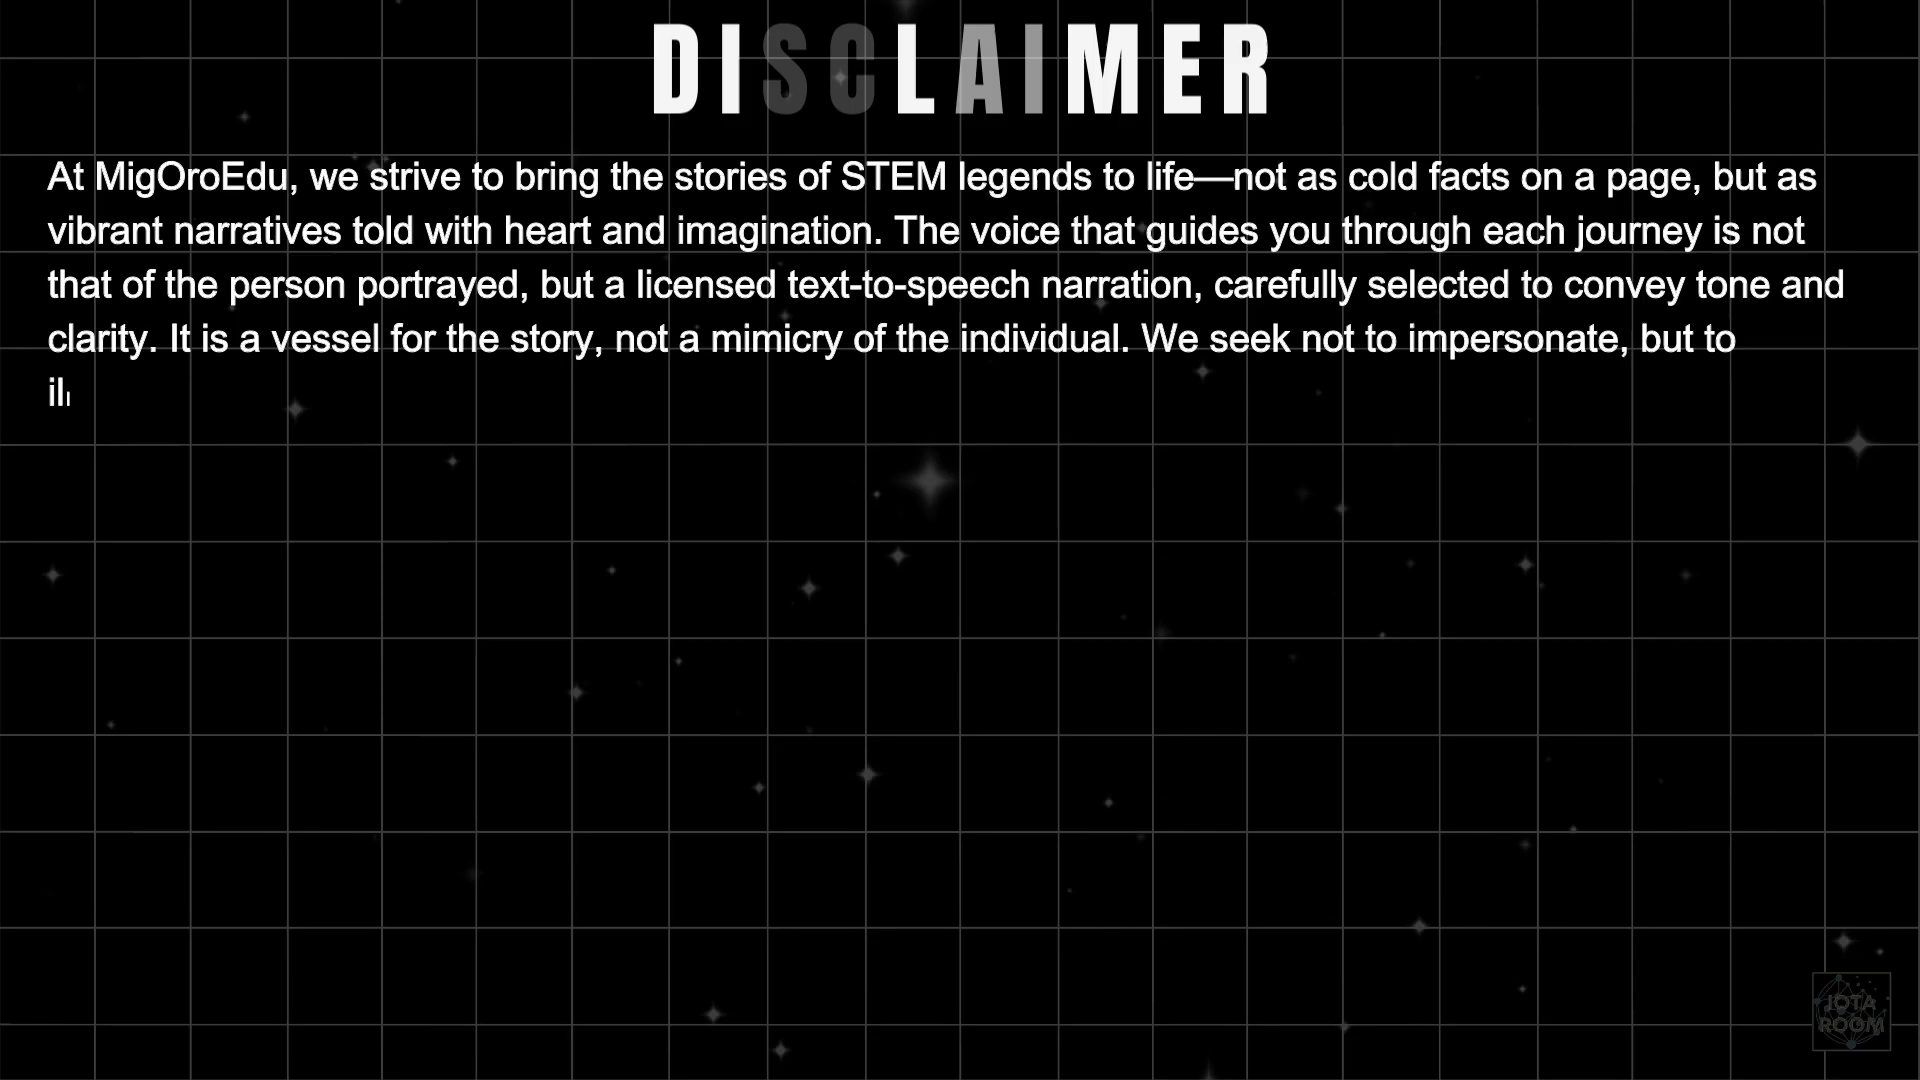 DISCLAIMER
At MigOroEdu, we strive to bring the stories of STEM legends to life—not as cold facts on a page, but as
vibrant narratives told with heart and imagination. The voice that guides you through each journey is not
that of the person portrayed, but a licensed text-to-speech narration, carefully selected to convey tone and
clarity. It is a vessel for the story, not a mimicry of the individual. We seek not to impersonate, but to
IOTA
ROOM